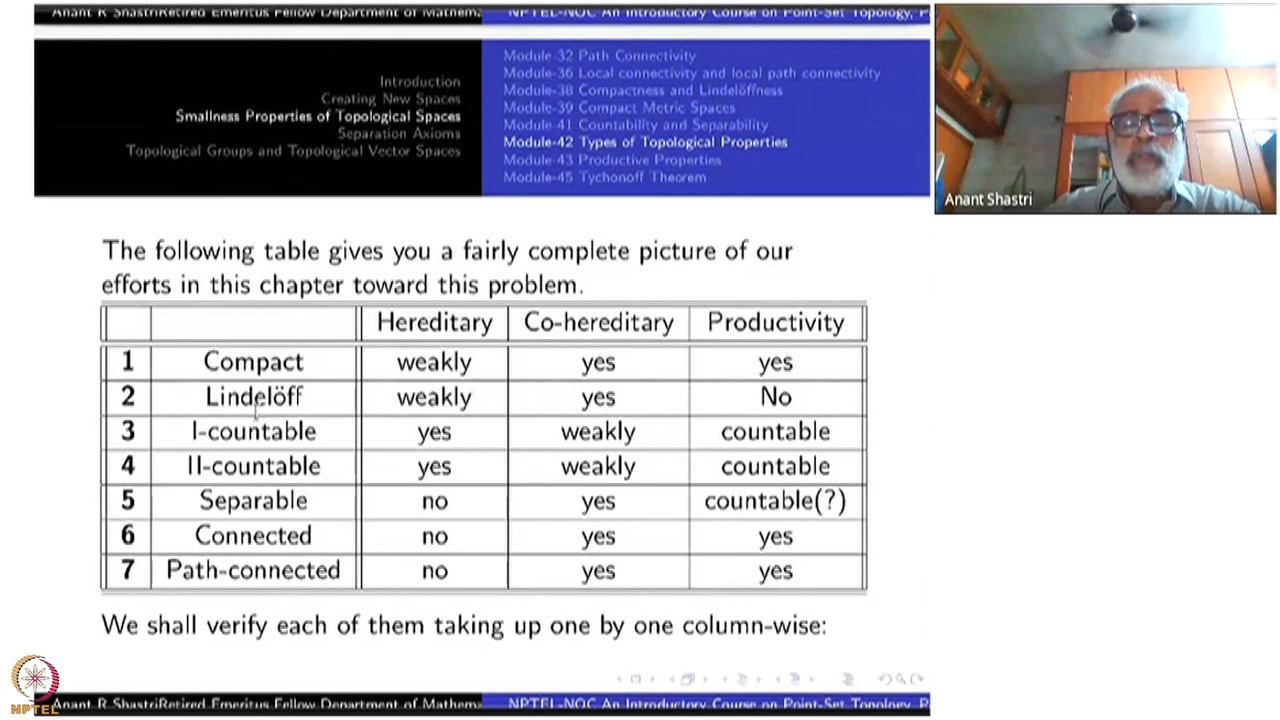 Anant R ShastriRetired Emeritus Fellow Department of Mathema
NPTEL-NOC An Introductory Course on Point-Set Topology, P
Introduction
Creating New Spaces
Smallness Properties of Topological Spaces
Separation Axioms
Topological Groups and Topological Vector Spaces
Module-32 Path Connectivity
Module-36 Local connectivity and local path connectivity
Module-38 Compactness and Lindelöffness
Module-39 Compact Metric Spaces
Module-41 Countability and Separability
Module-42 Types of Topological Properties
Module-43 Productive Properties
Module-45 Tychonoff Theorem
Anant Shastri
The following table gives you a fairly complete picture of our
efforts in this chapter toward this problem.
Hereditary Co-hereditary Productivity
1 Compact weakly yes yes
2 Lindelöff weakly yes No
3 I-countable yes weakly countable
4 II-countable yes weakly countable
5 Separable no yes countable(?)
6 Connected no yes yes
7 Path-connected no yes yes
We shall verify each of them taking up one by one column-wise:
NPTEL
Anant R ShastriRetired Emeritus Fellow Department of Mathema
NPTEL-NOC An Introductory Course on Point-Set Topology, P